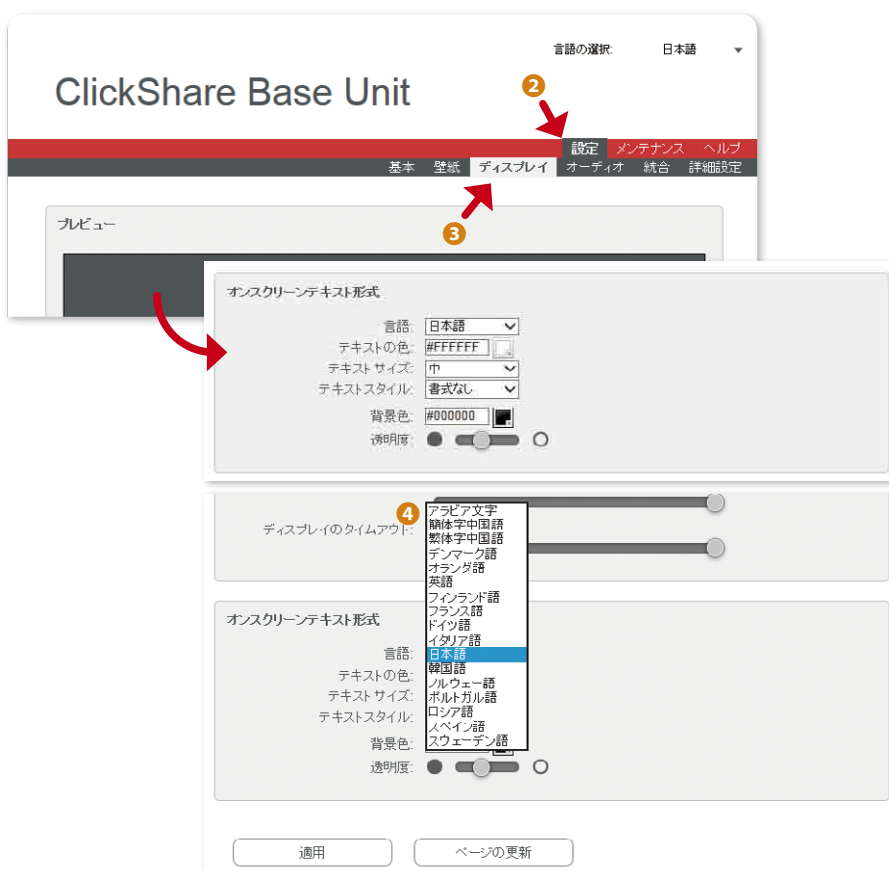 言語の選択: 日本語
ClickShare Base Unit
2
設定 メンテナンス ヘルプ
基本 壁紙 ディスプレイ オーディオ 統合 詳細設定
3
プレビュー
オンスクリーンテキスト形式
言語: 日本語
テキストの色: #FFFFFF
テキストサイズ: 中
テキストスタイル: 書式なし
背景色: #000000
透明度:
4
ディスプレイのタイムアウト:
アラビア文字
簡体字中国語
繁体字中国語
デンマーク語
オランダ語
英語
フィンランド語
フランス語
ドイツ語
イタリア語
日本語
韓国語
ノルウェー語
ポルトガル語
ロシア語
スペイン語
スウェーデン語
オンスクリーンテキスト形式
言語:
テキストの色:
テキストサイズ:
テキストスタイル:
背景色:
透明度:
適用 ページの更新